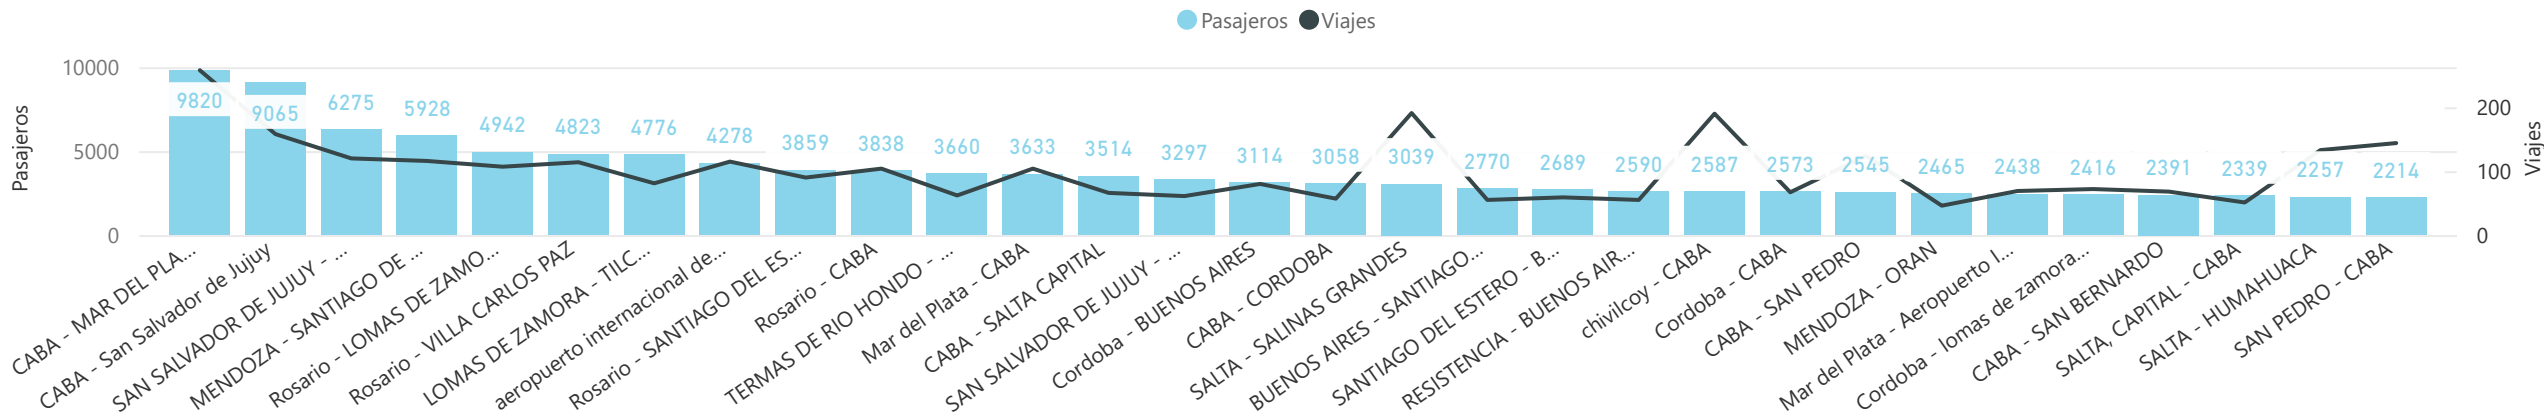 Pasajeros Viajes
Pasajeros
10000
5000
0
9820
9065
6275
5928
4942
4823
4776
4278
3859
3838
3660
3633
3514
3297
3114
3058
3039
2770
2689
2590
2587
2573
2545
2465
2438
2416
2391
2339
2257
2214
200
100
0
Viajes
CABA - MAR DEL PLA...
CABA - San Salvador de Jujuy
SAN SALVADOR DE JUJUY - ...
MENDOZA - SANTIAGO DE ...
Rosario - LOMAS DE ZAMO...
Rosario - VILLA CARLOS PAZ
LOMAS DE ZAMORA - TILC...
aeropuerto internacional de...
Rosario - SANTIAGO DEL ES...
Rosario - CABA
TERMAS DE RIO HONDO - ...
Mar del Plata - CABA
CABA - SALTA CAPITAL
SAN SALVADOR DE JUJUY - ...
Cordoba - BUENOS AIRES
CABA - CORDOBA
SALTA - SALINAS GRANDES
BUENOS AIRES - SANTIAGO...
SANTIAGO DEL ESTERO - B...
RESISTENCIA - BUENOS AIR...
chivilcoy - CABA
Cordoba - CABA
CABA - SAN PEDRO
MENDOZA - ORAN
Mar del Plata - Aeropuerto I...
Cordoba - lomas de zamora...
CABA - SAN BERNARDO
SALTA, CAPITAL - CABA
SALTA - HUMAHUACA
SAN PEDRO - CABA